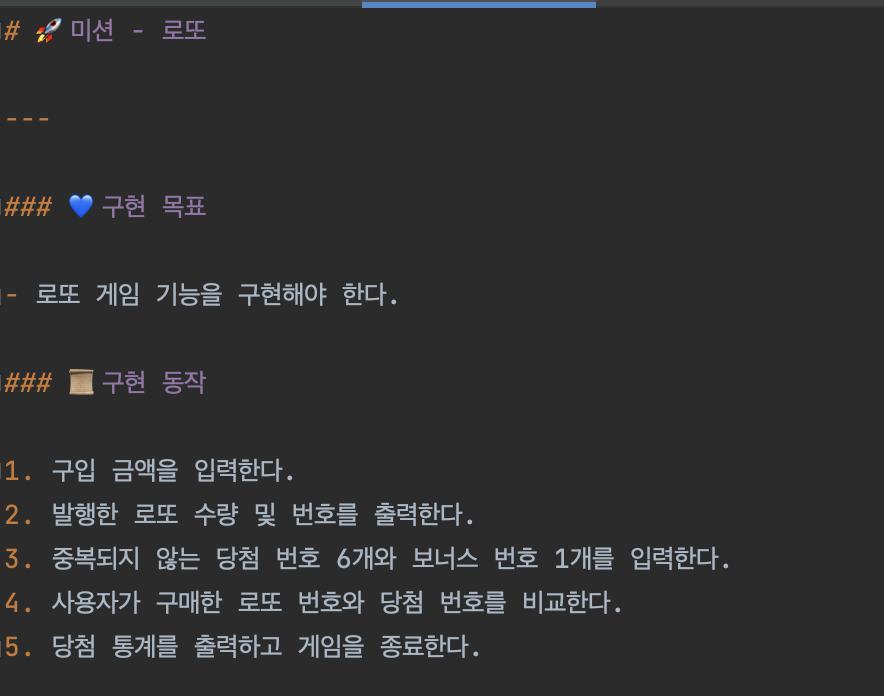 # 🚀 미션 - 로또
---
### 💙 구현 목표
- 로또 게임 기능을 구현해야 한다.
### 📜 구현 동작
1. 구입 금액을 입력한다.
2. 발행한 로또 수량 및 번호를 출력한다.
3. 중복되지 않는 당첨 번호 6개와 보너스 번호 1개를 입력한다.
4. 사용자가 구매한 로또 번호와 당첨 번호를 비교한다.
5. 당첨 통계를 출력하고 게임을 종료한다.